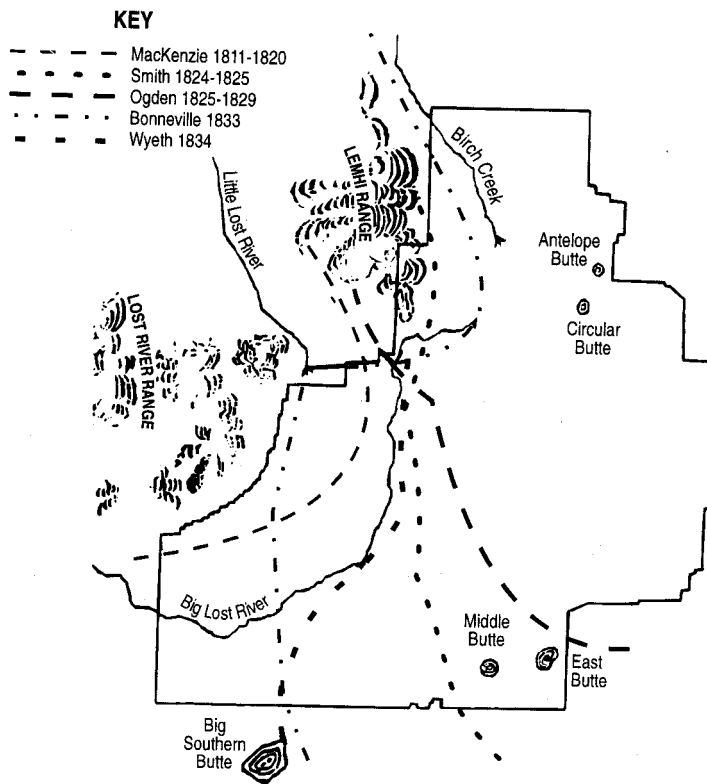 KEY
MacKenzie 1811-1820
Smith 1824-1825
Ogden 1825-1829
Bonneville 1833
Wyeth 1834
Birch Creek
Little Lost River
LEMHI RANGE
Antelope
Butte
Circular
Butte
LOST RIVER RANGE
Big Lost River
Middle
Butte
East
Butte
Big
Southern
Butte